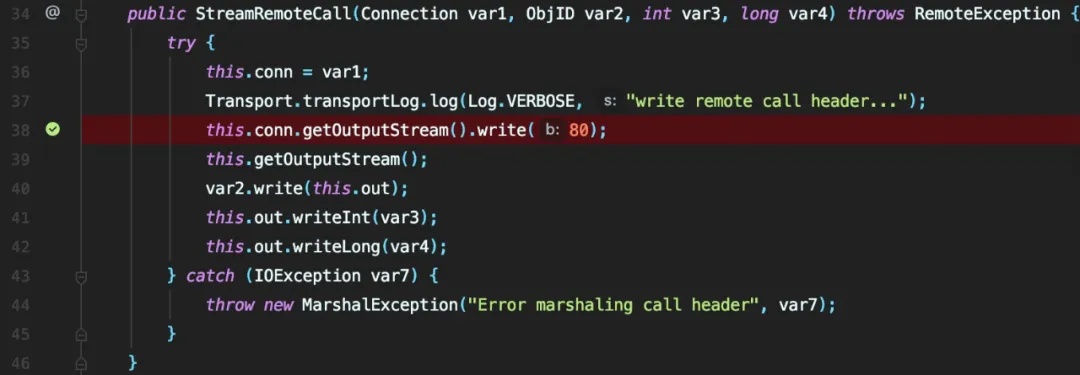 34 @ public StreamRemoteCall(Connection var1, ObjID var2, int var3, long var4) throws RemoteException {
35 try {
36 this.conn = var1;
37 Transport.transportLog.log(Log.VERBOSE, s: "write remote call header...");
38 this.conn.getOutputStream().write( b: 80);
39 this.getOutputStream();
40 var2.write(this.out);
41 this.out.writeInt(var3);
42 this.out.writeLong(var4);
43 } catch (IOException var7) {
44 throw new MarshalException("Error marshaling call header", var7);
45 }
46 }